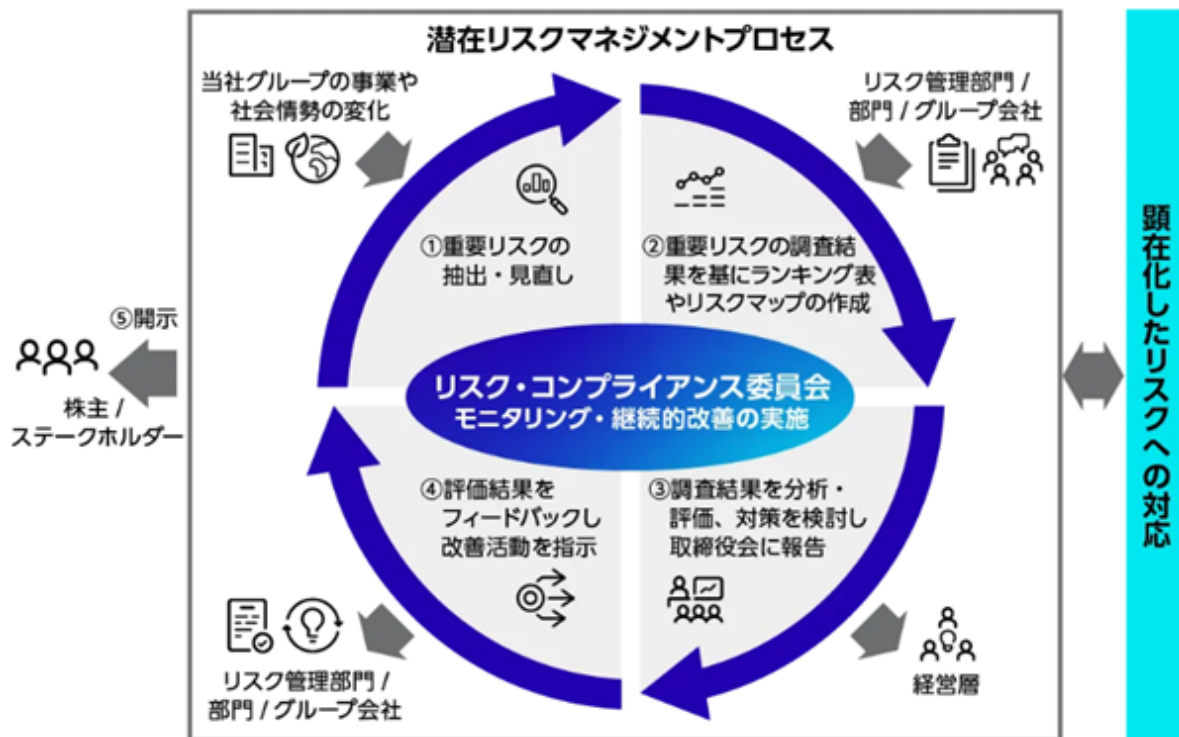 潜在リスクマネジメントプロセス
当社グループの事業や
社会情勢の変化
リスク管理部門 /
部門 / グループ会社
①重要リスクの
抽出・見直し
②重要リスクの調査結
果を基にランキング表
やリスクマップの作成
リスク・コンプライアンス委員会
モニタリング・継続的改善の実施
④評価結果を
フィードバックし
改善活動を指示
③調査結果を分析・
評価、対策を検討し
取締役会に報告
リスク管理部門 /
部門 / グループ会社
経営層
⑤開示
株主 /
ステークホルダー
顕在化したリスクへの対応